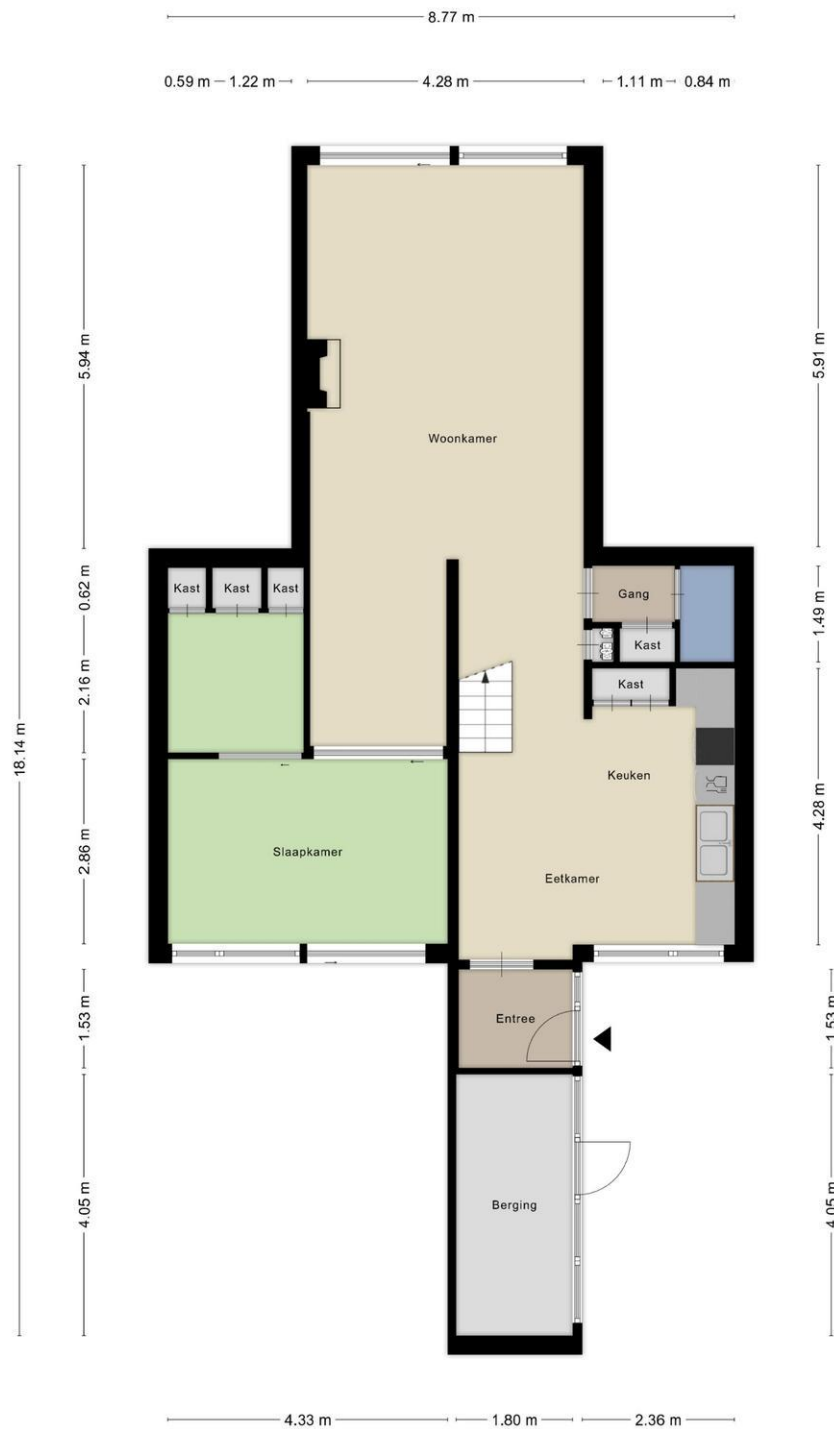 8.77 m
0.59 m
1.22 m
4.28 m
1.11 m
0.84 m
18.14 m
5.94 m
5.91 m
Woonkamer
0.62 m
Kast
Kast
Kast
Gang
1.49 m
Kast
2.16 m
Kast
Keuken
4.28 m
2.86 m
Slaapkamer
Eetkamer
1.53 m
Entree
1.53 m
4.05 m
Berging
4.05 m
4.33 m
1.80 m
2.36 m